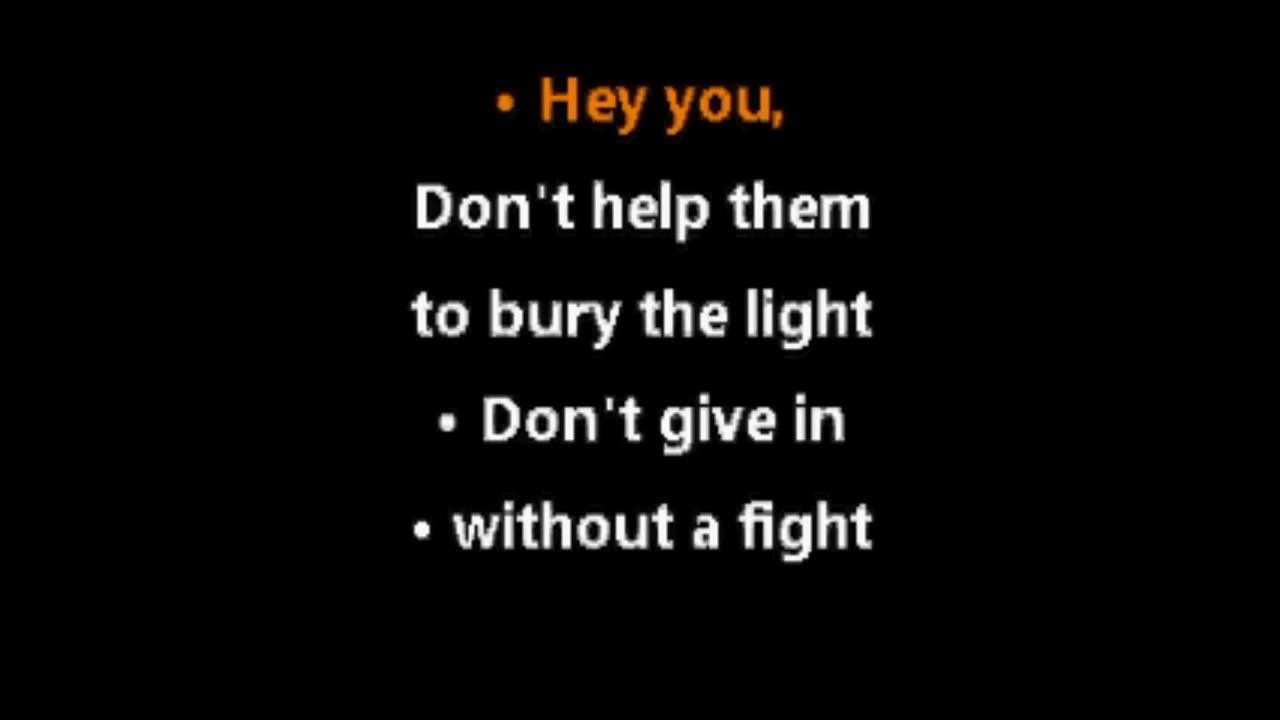 • Hey you,
Don't help them
to bury the light
• Don't give in
• without a fight